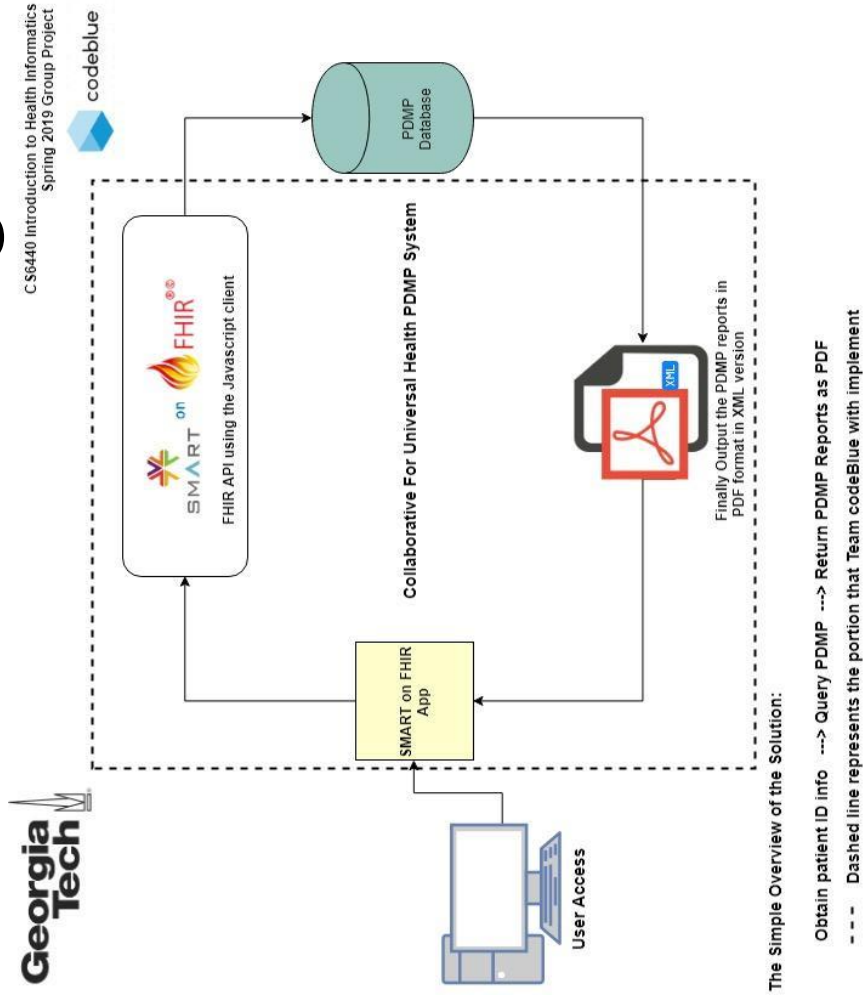 Georgia
Tech
CS6440 Introduction to Health Informatics
Spring 2019 Group Project
codeblue
SMART on FHIR®©
FHIR API using the Javascript client
PDMP
Database
Collaborative For Universal Health PDMP System
SMART on FHIR
App
XML
Finally Output the PDMP reports in
PDF format in XML version
User Access
The Simple Overview of the Solution:
Obtain patient ID info ---> Query PDMP ---> Return PDMP Reports as PDF
--- Dashed line represents the portion that Team codeBlue with implement